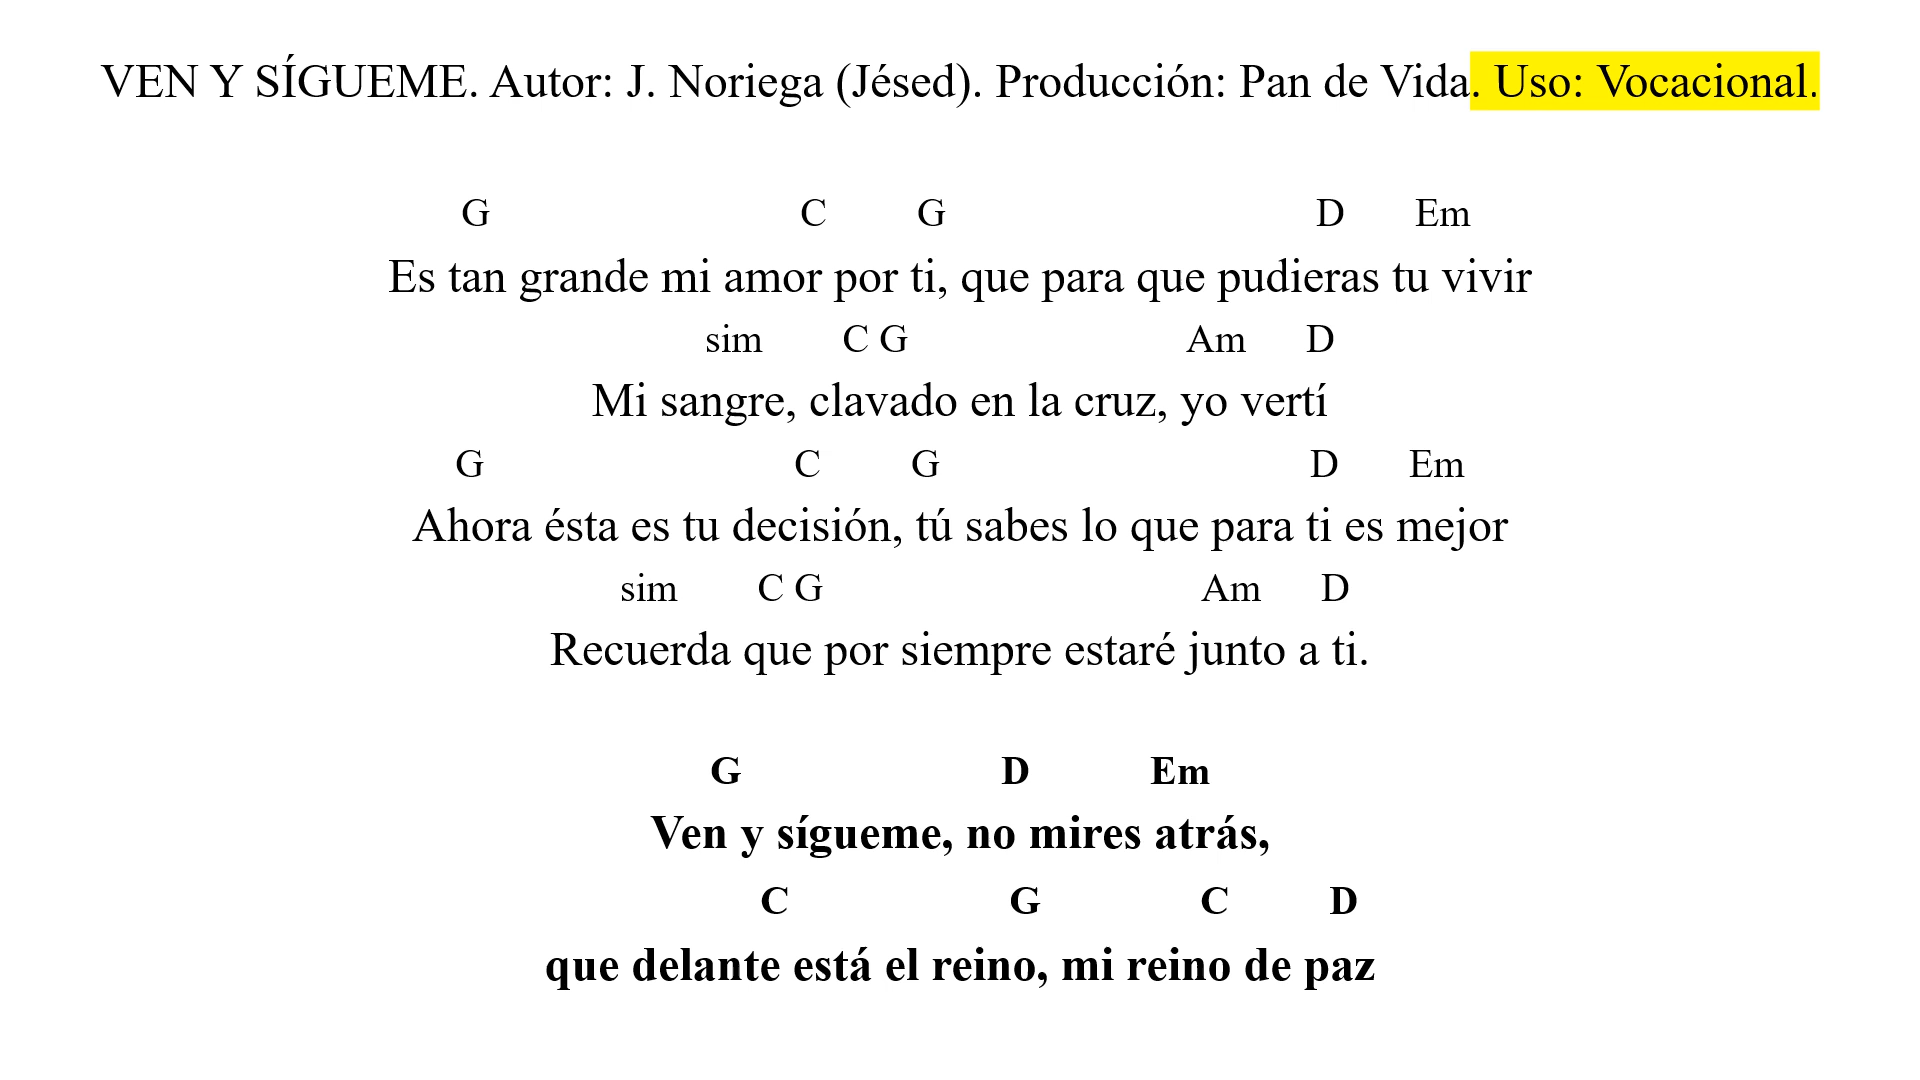 VEN Y SÍGUEME. Autor: J. Noriega (Jésed). Producción: Pan de Vida. Uso: Vocacional.
G C G D Em
Es tan grande mi amor por ti, que para que pudieras tu vivir
sim C G Am D
Mi sangre, clavado en la cruz, yo vertí
G C G D Em
Ahora ésta es tu decisión, tú sabes lo que para ti es mejor
sim C G Am D
Recuerda que por siempre estaré junto a ti.
G D Em
Ven y sígueme, no mires atrás,
C G C D
que delante está el reino, mi reino de paz